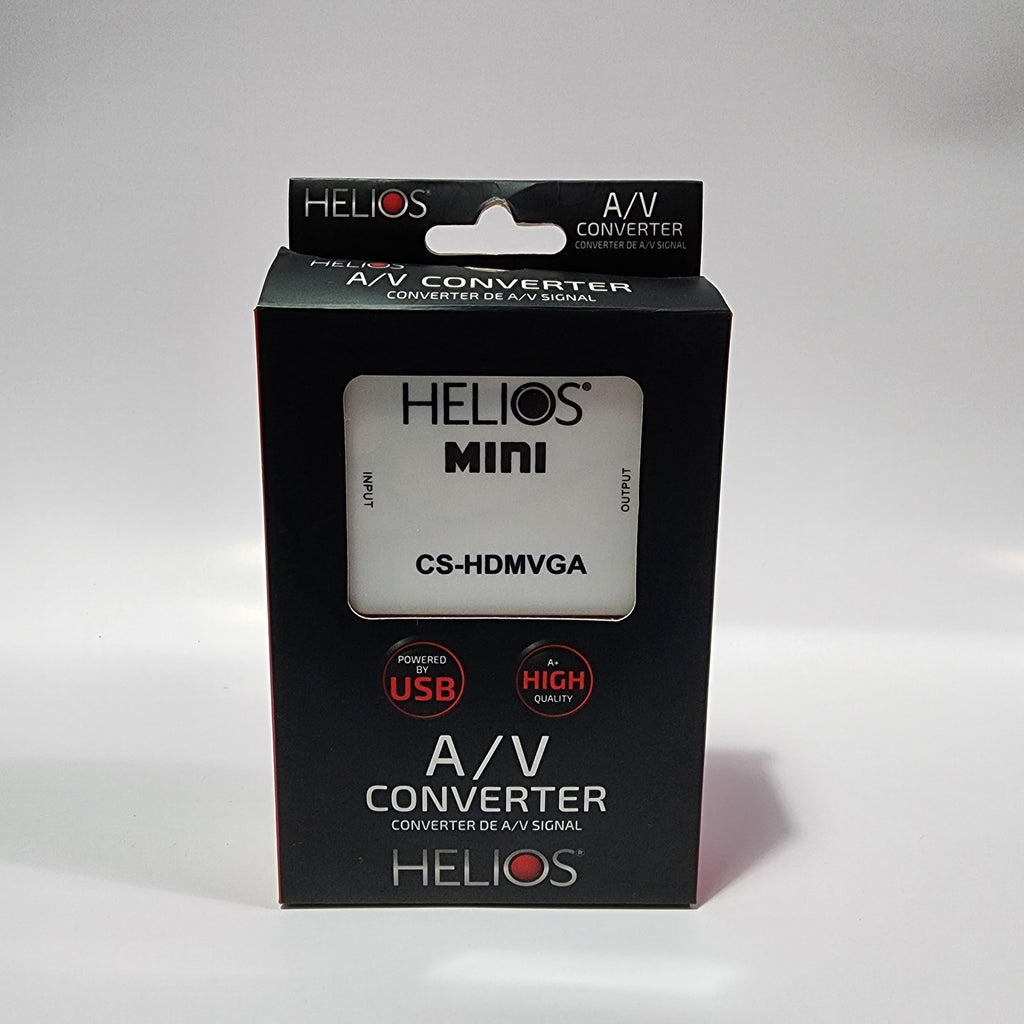 HELIOS®
A/V
CONVERTER
CONVERTER DE A/V SIGNAL
HELIOS
A/V CONVERTER
CONVERTER DE A/V SIGNAL
HELIOS®
MINI
INPUT
OUTPUT
CS-HDMVGA
POWERED
BY
USB
A+
HIGH
QUALITY
A/V
CONVERTER
CONVERTER DE A/V SIGNAL
HELIOS®